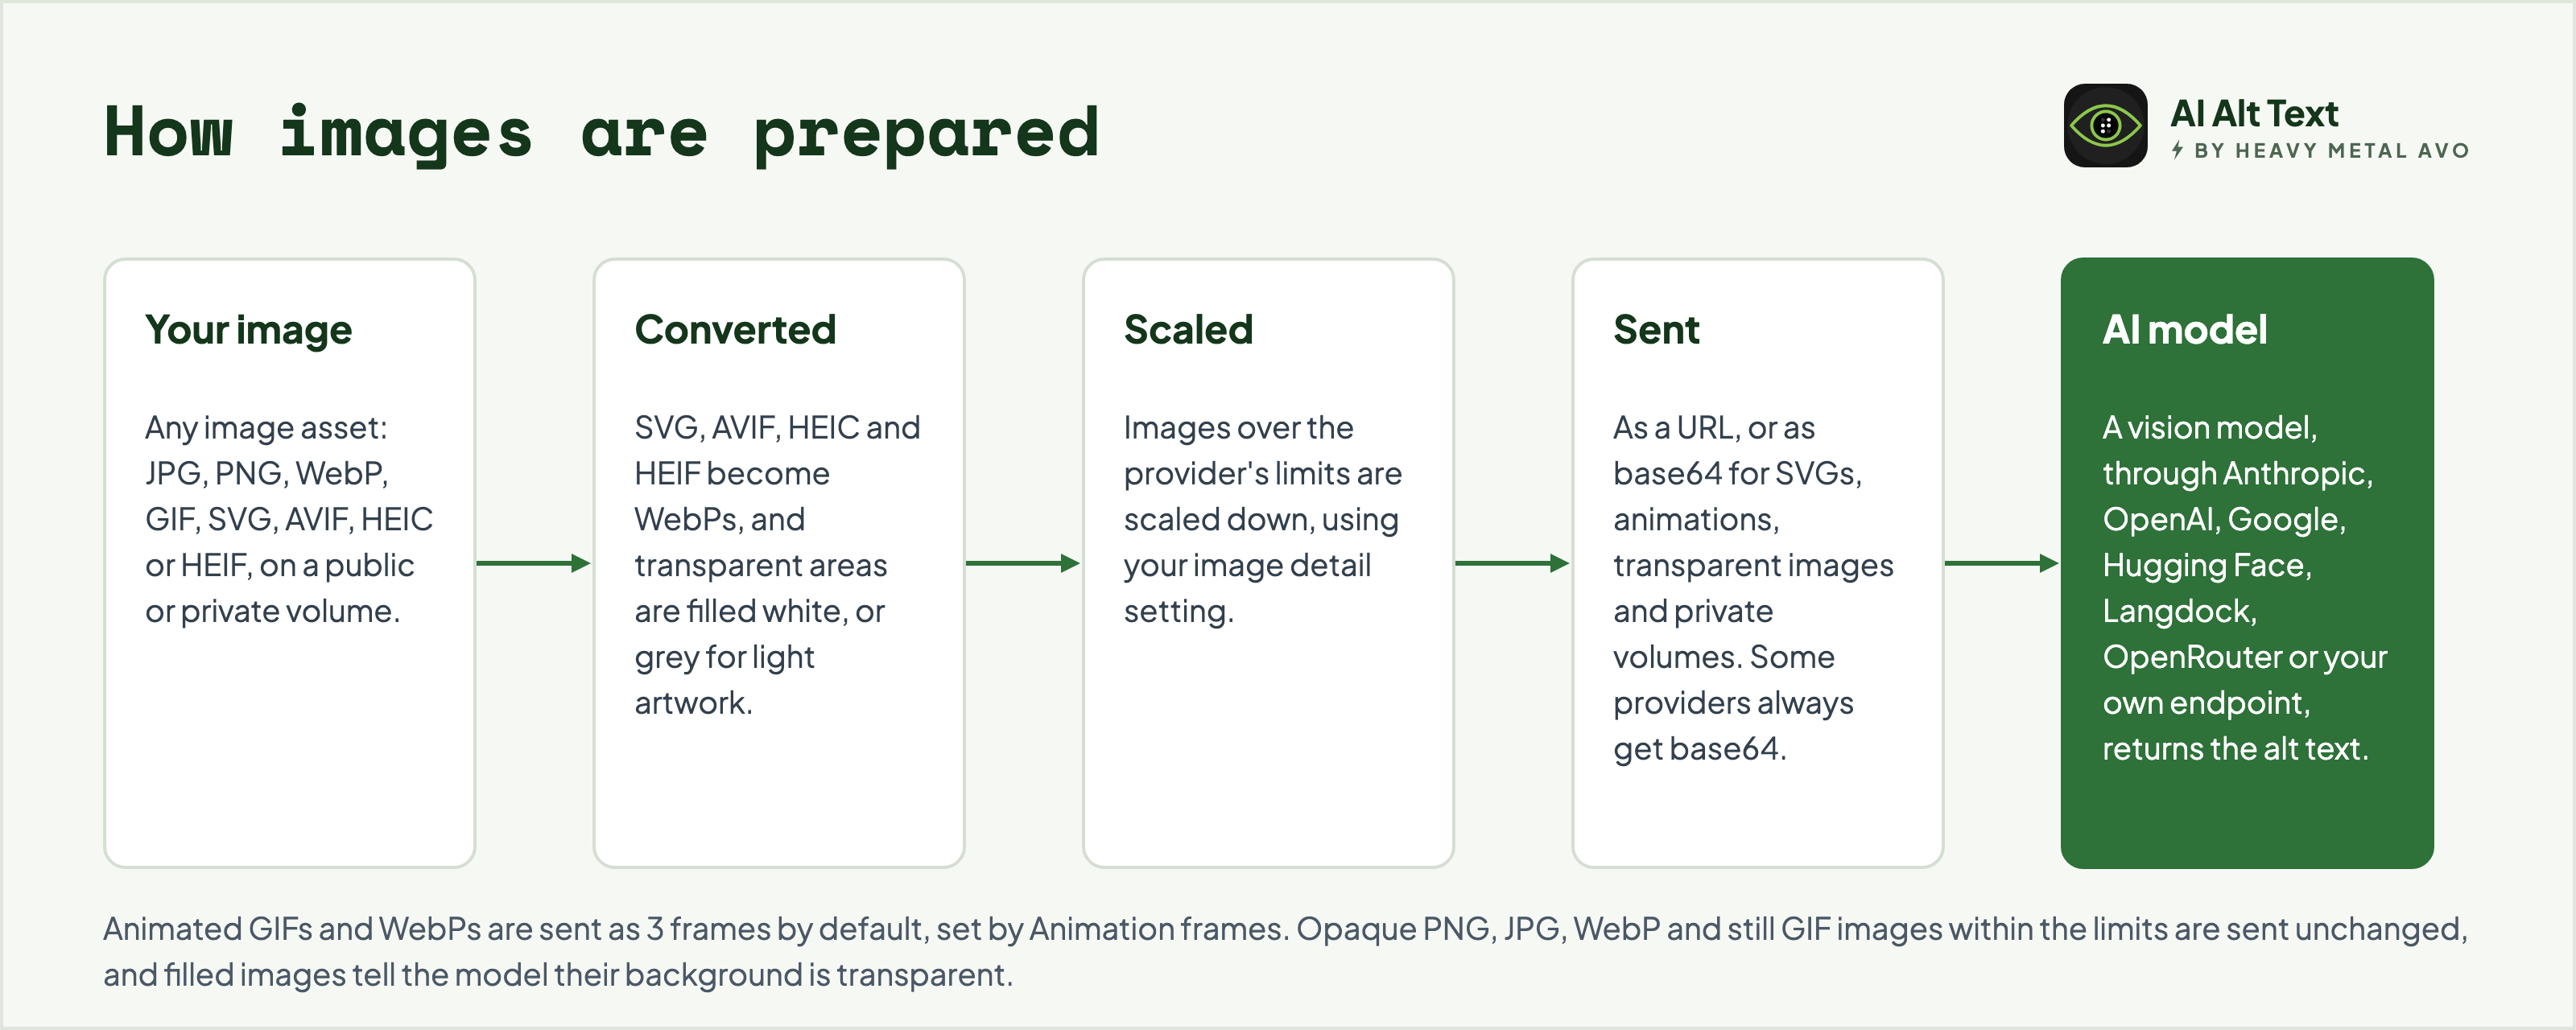 How images are prepared
AI Alt Text
BY HEAVY METAL AVO
Your image
Any image asset:
JPG, PNG, WebP,
GIF, SVG, AVIF, HEIC
or HEIF, on a public
or private volume.
Converted
SVG, AVIF, HEIC and
HEIF become
WebPs, and
transparent areas
are filled white, or
grey for light
artwork.
Scaled
Images over the
provider's limits are
scaled down, using
your image detail
setting.
Sent
As a URL, or as
base64 for SVGs,
animations,
transparent images
and private
volumes. Some
providers always
get base64.
AI model
A vision model,
through Anthropic,
OpenAI, Google,
Hugging Face,
Langdock,
OpenRouter or your
own endpoint,
returns the alt text.
Animated GIFs and WebPs are sent as 3 frames by default, set by Animation frames. Opaque PNG, JPG, WebP and still GIF images within the limits are sent unchanged,
and filled images tell the model their background is transparent.